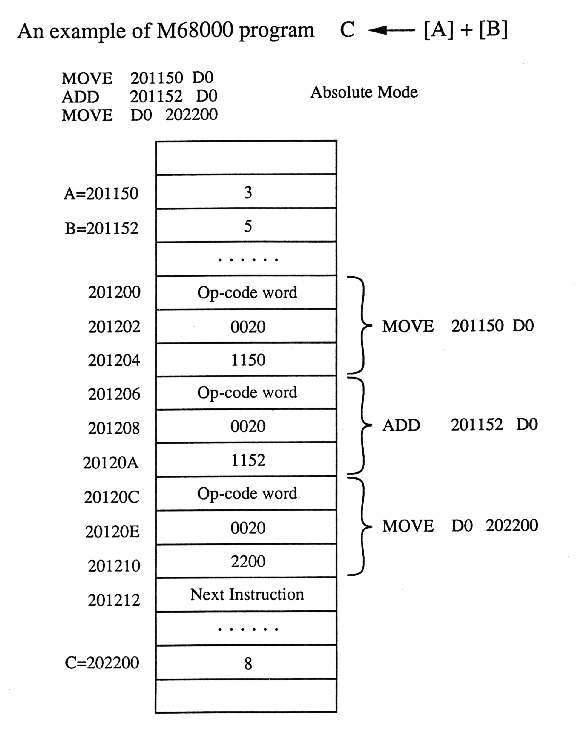 An example of M68000 program C ← [A] + [B]
MOVE 201150 D0
ADD 201152 D0 Absolute Mode
MOVE D0 202200
A=201150 3
B=201152 5
......
201200 Op-code word
201202 0020 MOVE 201150 D0
201204 1150
201206 Op-code word
201208 0020 ADD 201152 D0
20120A 1152
20120C Op-code word
20120E 0020 MOVE D0 202200
201210 2200
201212 Next Instruction
......
C=202200 8